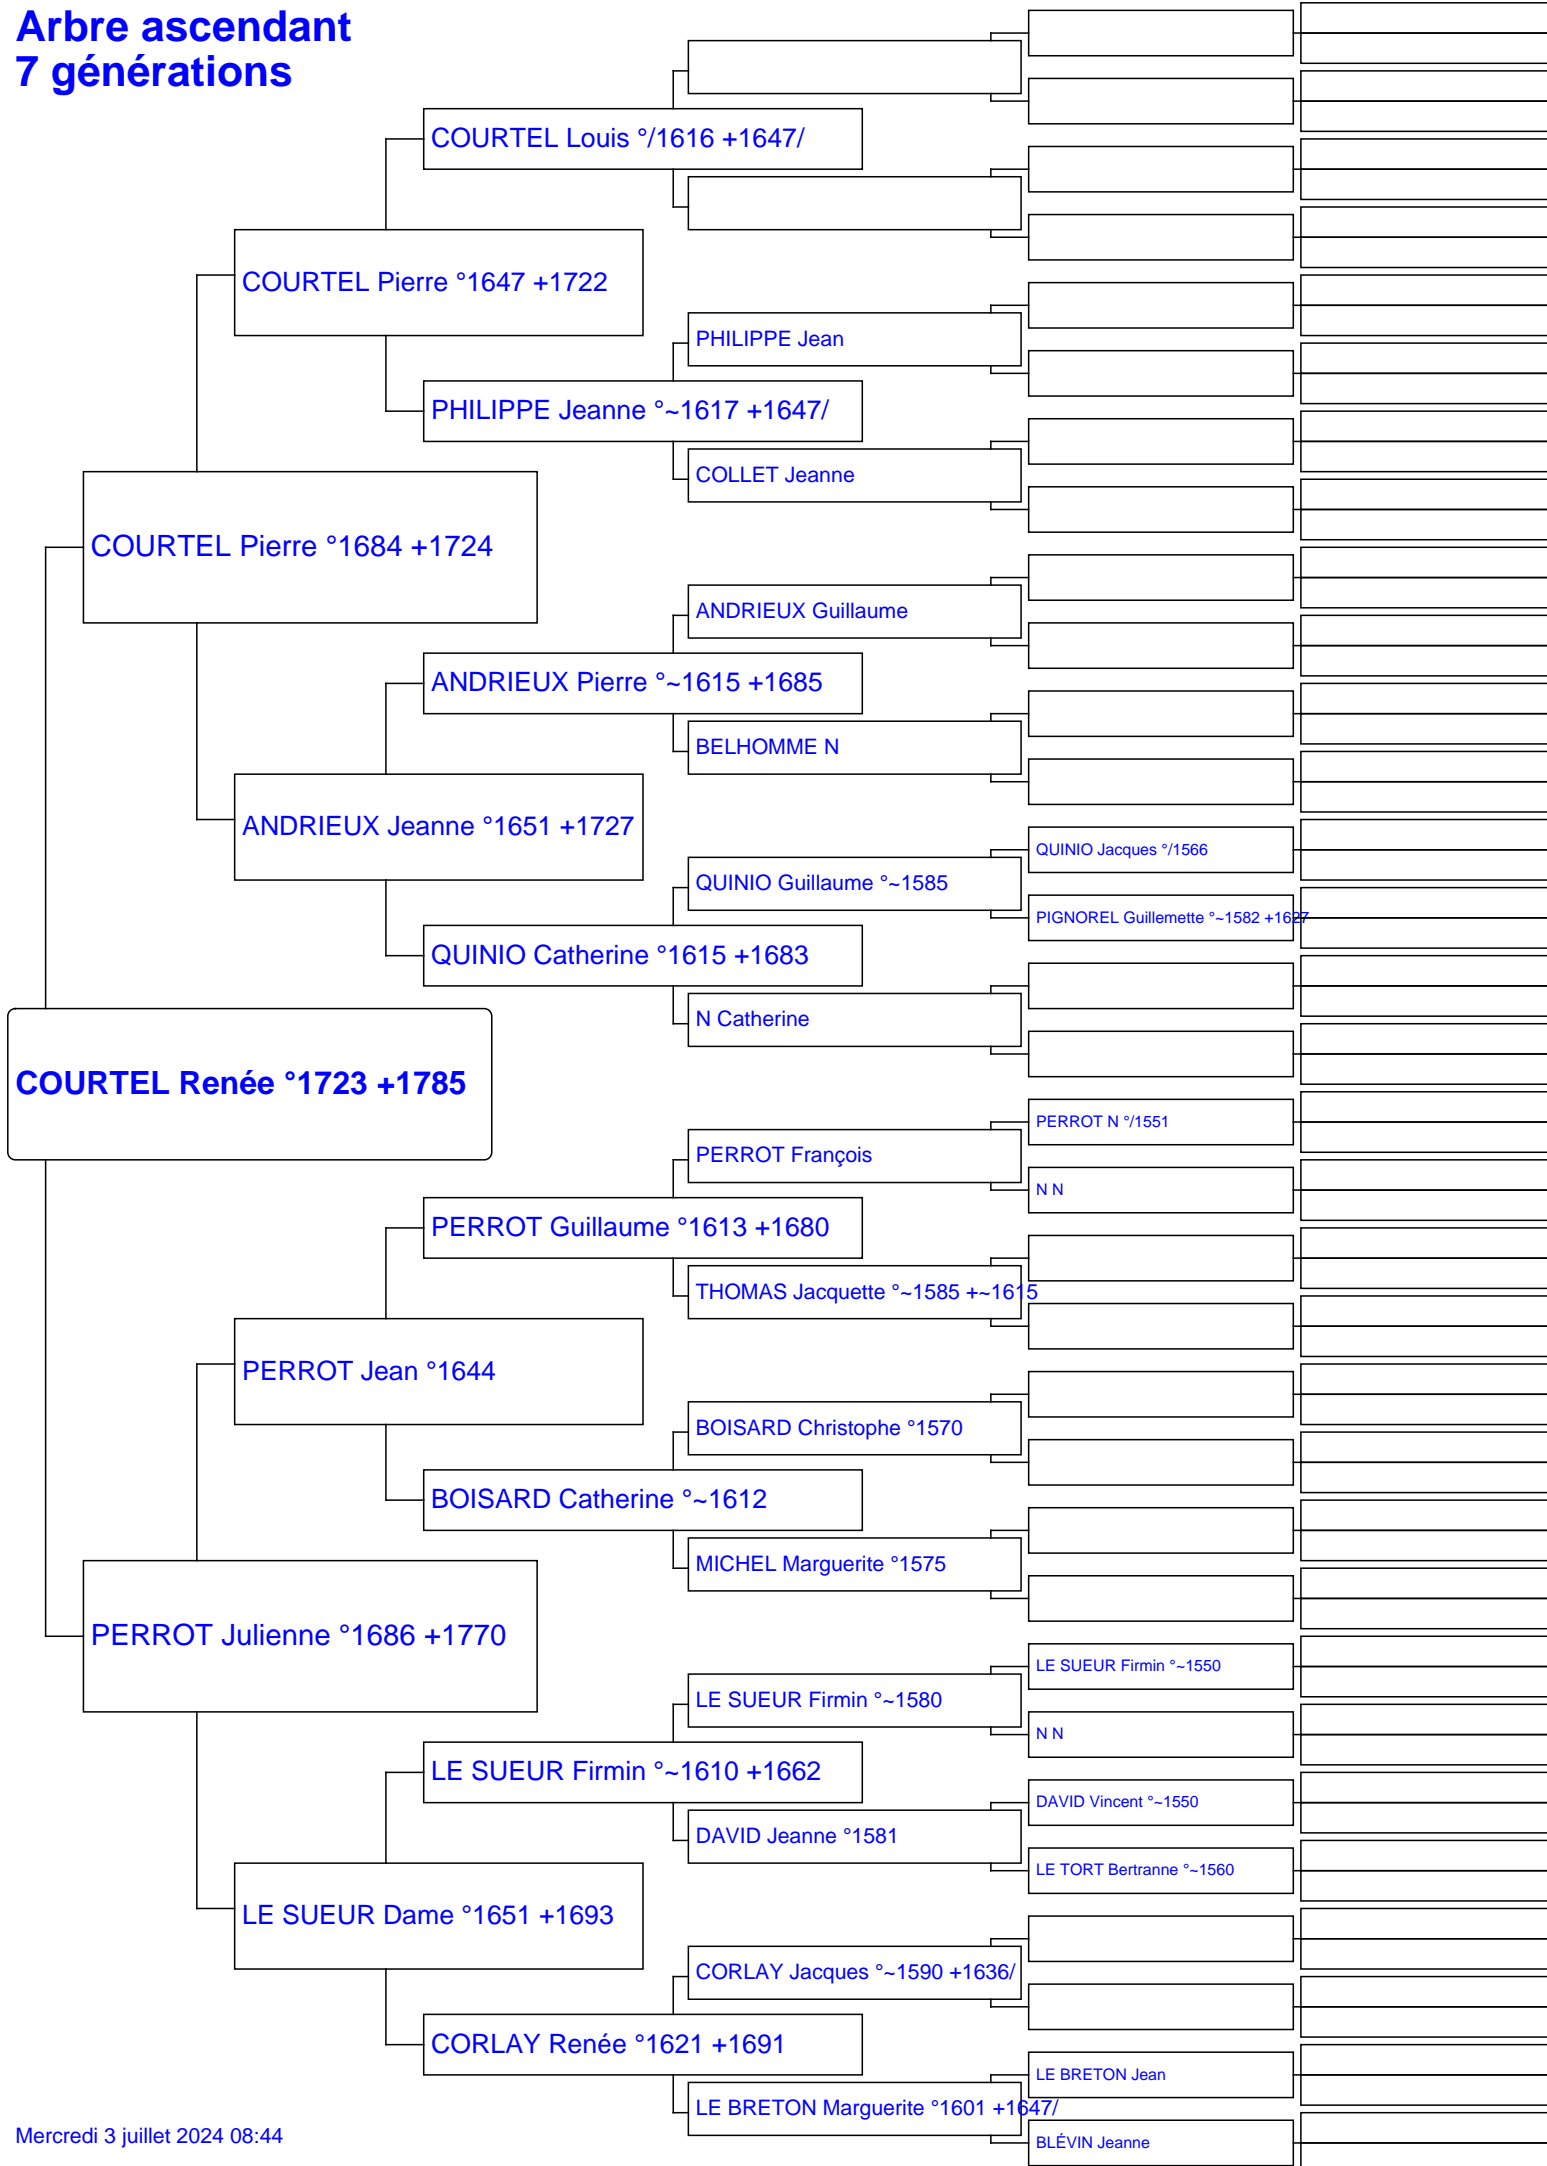 Arbre ascendant
7 générations
COURTEL Louis °/1616 +1647/
COURTEL Pierre °1647 +1722
PHILIPPE Jean
PHILIPPE Jeanne °~1617 +1647/
COLLET Jeanne
COURTEL Pierre °1684 +1724
ANDRIEUX Guillaume
ANDRIEUX Pierre °~1615 +1685
BELHOMME N
ANDRIEUX Jeanne °1651 +1727
QUINIO Jacques °/1566
QUINIO Guillaume °~1585
PIGNOREL Guillemette °~1582 +1627
QUINIO Catherine °1615 +1683
N Catherine
COURTEL Renée °1723 +1785
PERROT N °/1551
PERROT François
N N
PERROT Guillaume °1613 +1680
THOMAS Jacquette °~1585 +~1615
PERROT Jean °1644
BOISARD Christophe °1570
BOISARD Catherine °~1612
MICHEL Marguerite °1575
PERROT Julienne °1686 +1770
LE SUEUR Firmin °~1550
LE SUEUR Firmin °~1580
N N
LE SUEUR Firmin °~1610 +1662
DAVID Vincent °~1550
DAVID Jeanne °1581
LE TORT Bertranne °~1560
LE SUEUR Dame °1651 +1693
CORLAY Jacques °~1590 +1636/
CORLAY Renée °1621 +1691
LE BRETON Jean
LE BRETON Marguerite °1601 +1647/
BLÉVIN Jeanne
Mercredi 3 juillet 2024 08:44